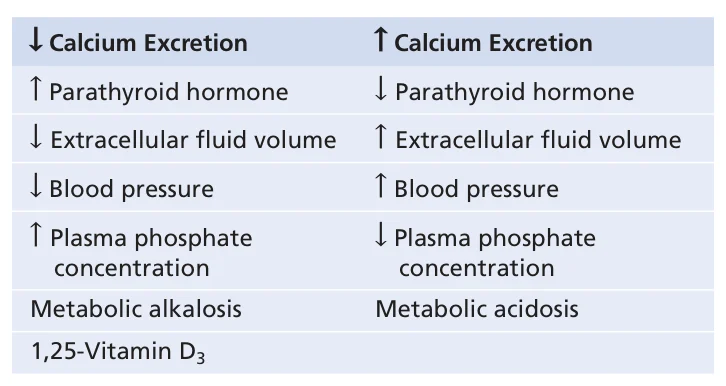 ↓ Calcium Excretion ↑ Calcium Excretion
↑ Parathyroid hormone ↓ Parathyroid hormone
↓ Extracellular fluid volume ↑ Extracellular fluid volume
↓ Blood pressure ↑ Blood pressure
↑ Plasma phosphate ↓ Plasma phosphate
concentration concentration
Metabolic alkalosis Metabolic acidosis
1,25-Vitamin D₃